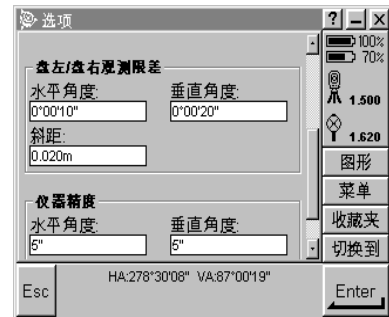 选项
? – X
盘左/盘右观测限差
水平角度: 垂直角度:
0°00'10" 0°00'20"
斜距:
0.020m
仪器精度
水平角度: 垂直角度:
5" 5"
100%
70%
1.500
1.620
图形
菜单
收藏夹
切换到
Esc
HA:278°30'08" VA:87°00'19"
Enter